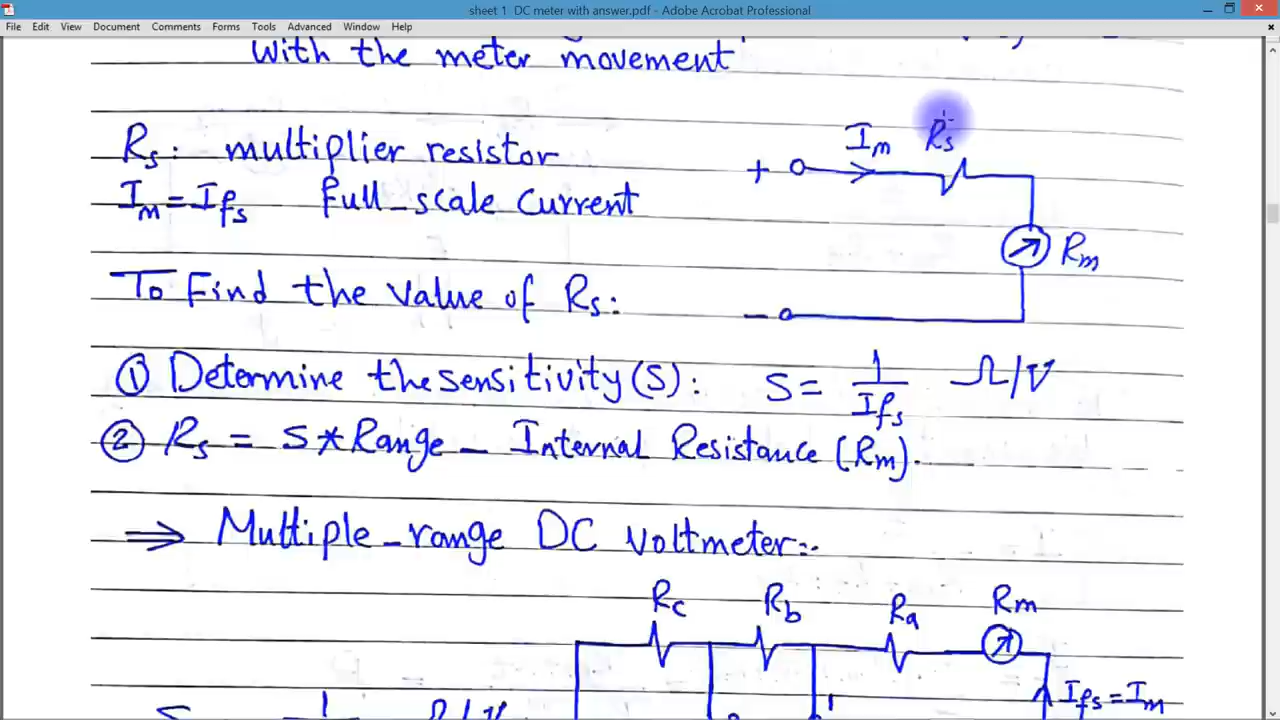 sheet 1 DC meter with answer.pdf - Adobe Acrobat Professional
File Edit View Document Comments Forms Tools Advanced Window Help
with the meter movement
Rs: multiplier resistor
Im = Ifs full-scale current
To Find the value of Rs:
+ Im Rs
Rm
-
① Determine the sensitivity (S): S = 1/Ifs Ω/V
② Rs = S * Range - Internal Resistance (Rm).
⇒ Multiple-range DC voltmeter:-
Rc Rb Ra Rm
Ifs = Im